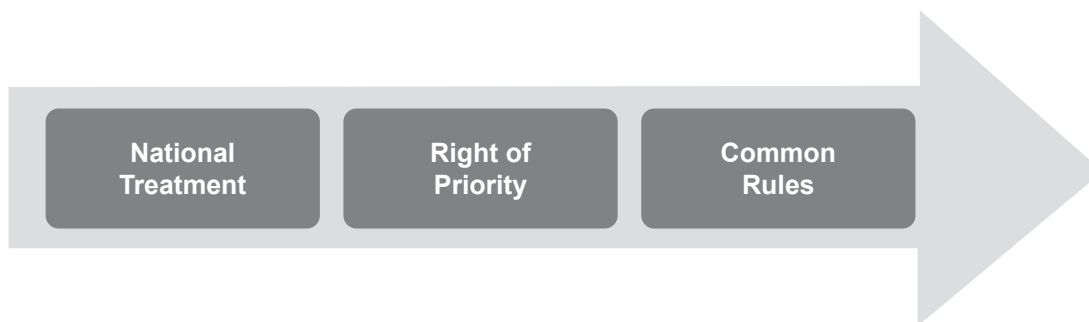 National
Treatment
Right of
Priority
Common
Rules